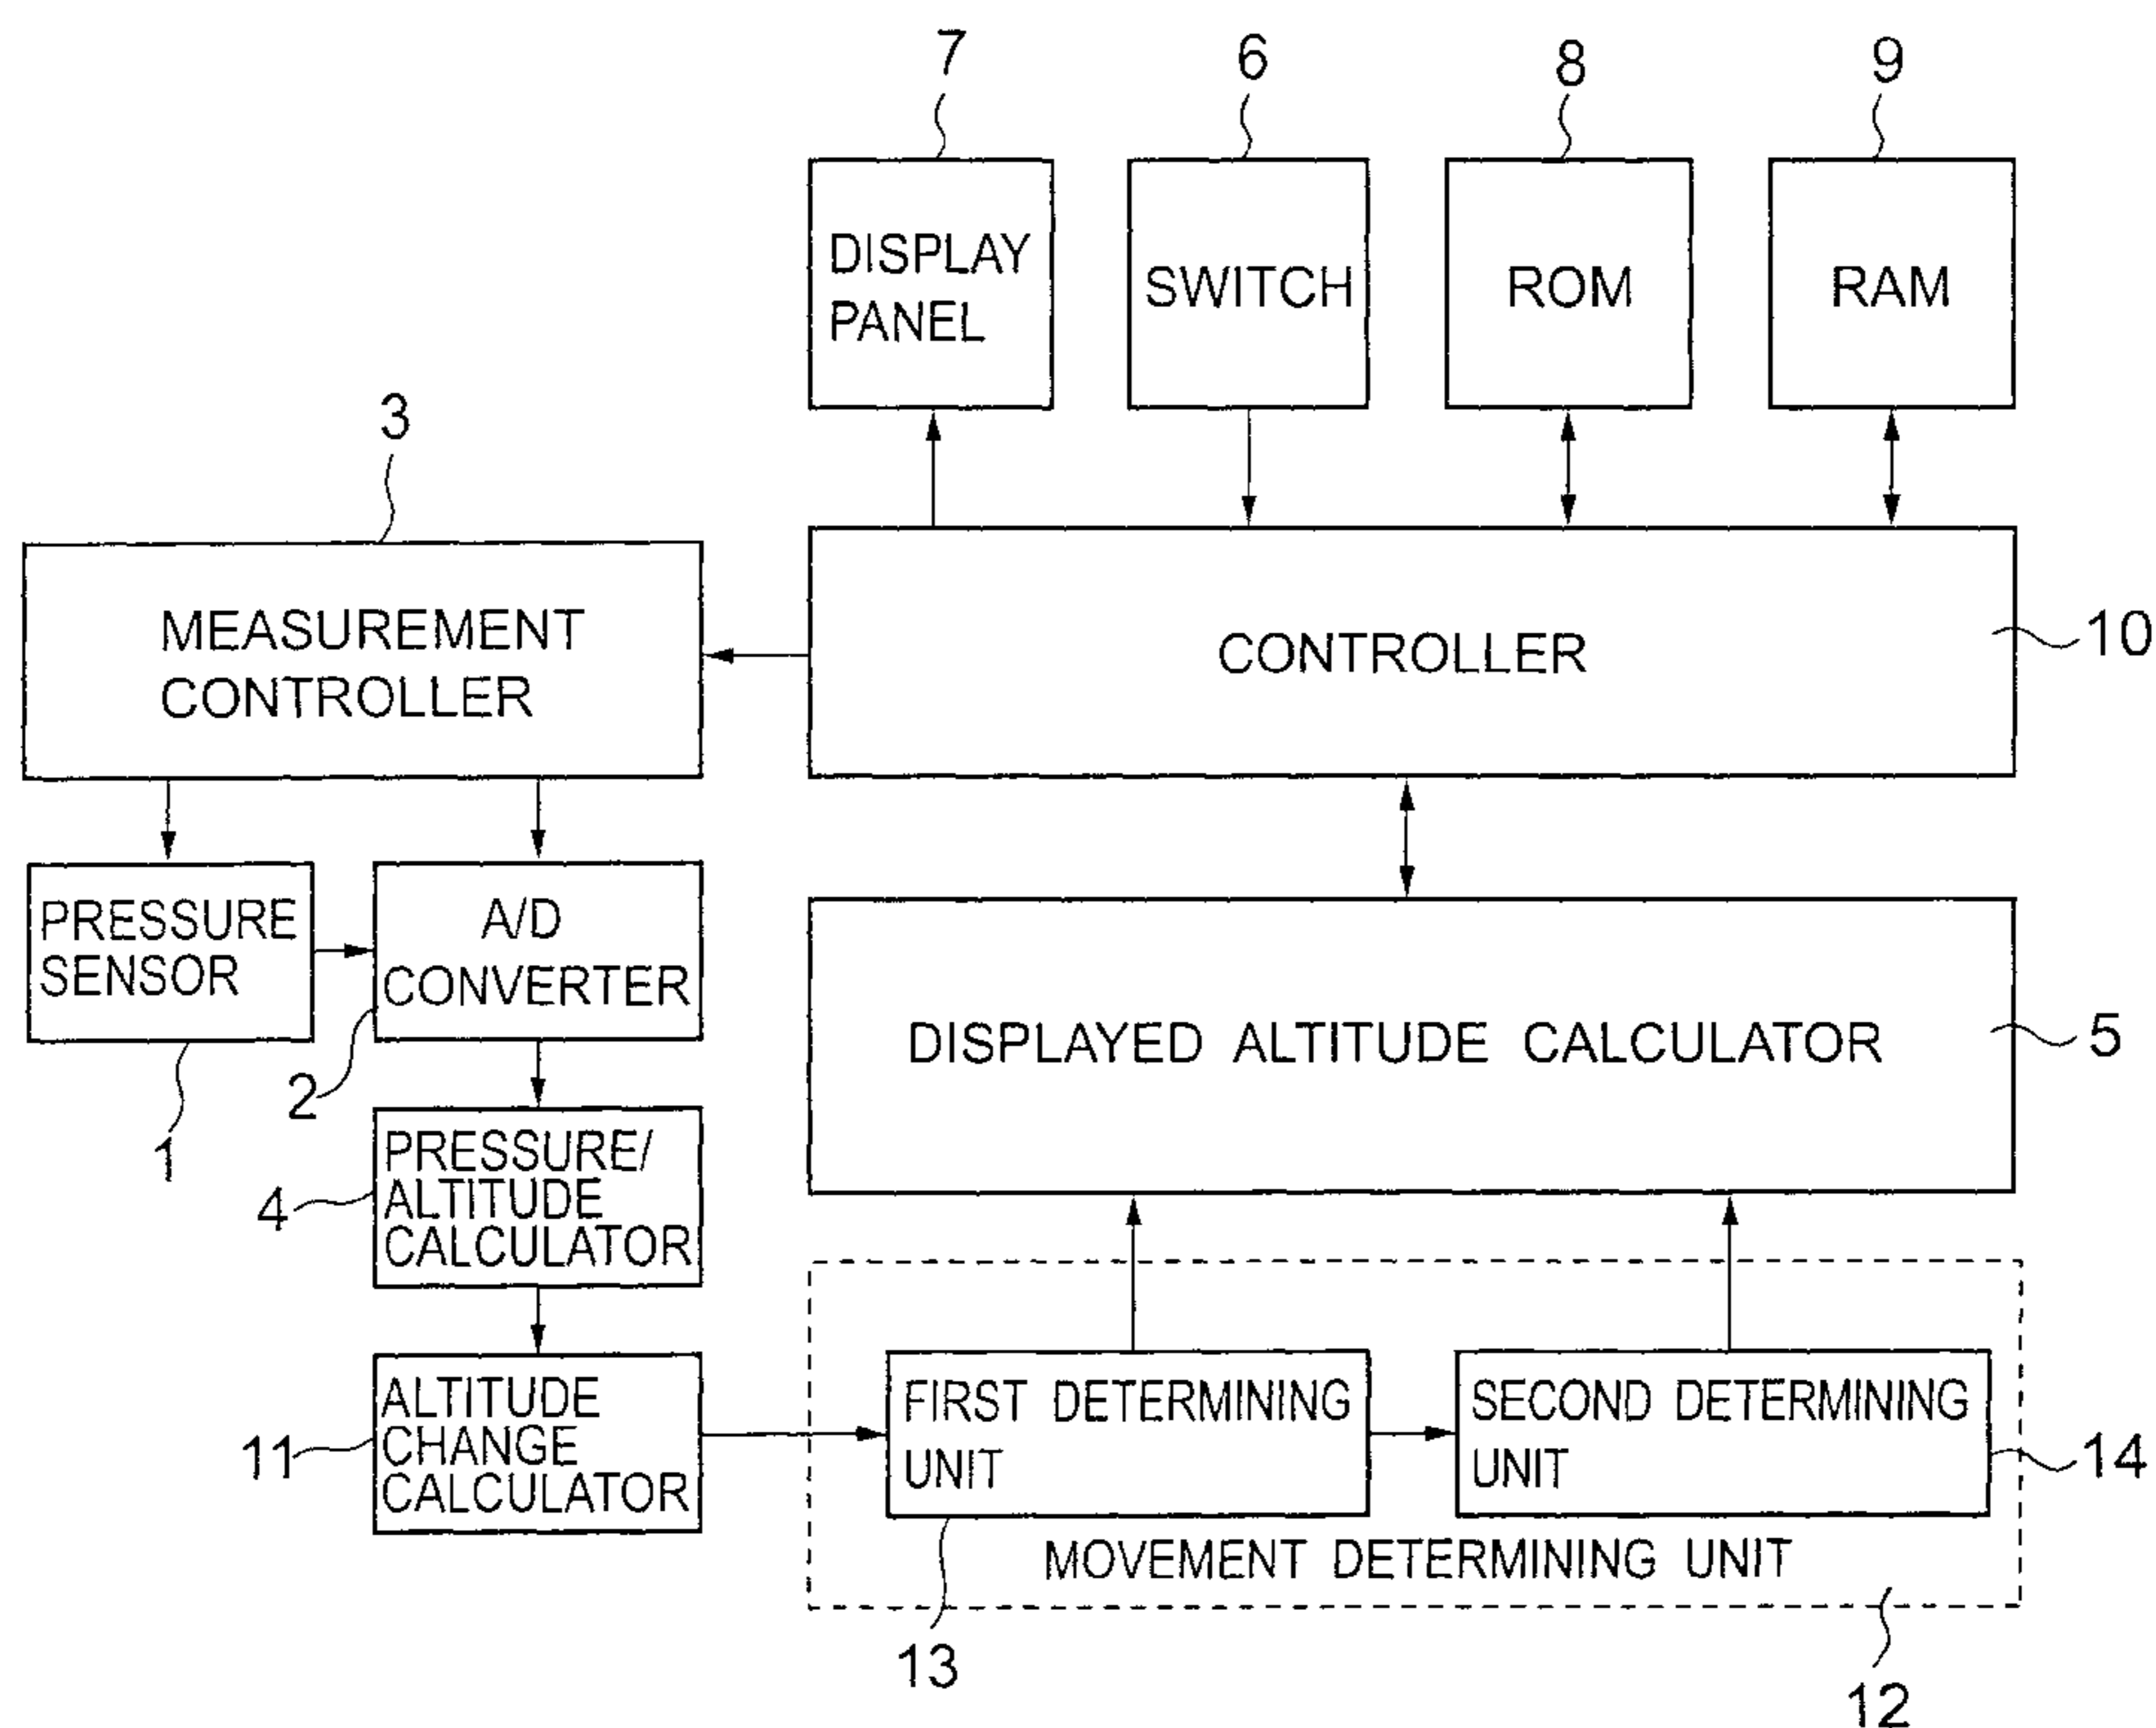 7
6
8
9
DISPLAY
PANEL
SWITCH
ROM
RAM
3
MEASUREMENT
CONTROLLER
CONTROLLER
10
PRESSURE
SENSOR
A/D
CONVERTER
1
2
DISPLAYED ALTITUDE CALCULATOR
5
PRESSURE/
ALTITUDE
CALCULATOR
4
ALTITUDE
CHANGE
CALCULATOR
11
FIRST DETERMINING
UNIT
SECOND DETERMINING
UNIT
14
MOVEMENT DETERMINING UNIT
13
12